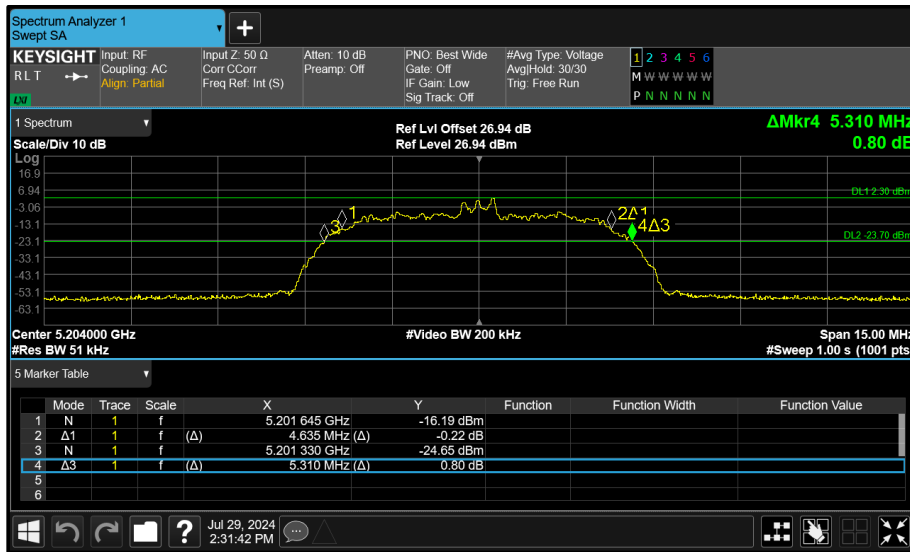 Spectrum Analyzer 1
Swept SA
KEYSIGHT
R L T
LXI
Input: RF
Coupling: AC
Align: Partial
Input Z: 50 Ω
Corr CCorr
Freq Ref: Int (S)
Atten: 10 dB
Preamp: Off
PNO: Best Wide
Gate: Off
IF Gain: Low
Sig Track: Off
#Avg Type: Voltage
Avg|Hold: 30/30
Trig: Free Run
1 2 3 4 5 6
M W W W W W
P N N N N N
1 Spectrum
Scale/Div 10 dB
Ref Lvl Offset 26.94 dB
Ref Level 26.94 dBm
ΔMkr4 5.310 MHz
0.80 dB
Log
16.9
6.94
-3.06
-13.1
-23.1
-33.1
-43.1
-53.1
-63.1
DL1 2.30 dBm
1
3
2Δ1
4Δ3
DL2 -23.70 dBm
Center 5.204000 GHz
#Res BW 51 kHz
#Video BW 200 kHz
Span 15.00 MHz
#Sweep 1.00 s (1001 pts
5 Marker Table
Mode Trace Scale X Y Function Function Width Function Value
1 N 1 f 5.201 645 GHz -16.19 dBm
2 Δ1 1 f (Δ) 4.635 MHz (Δ) -0.22 dB
3 N 1 f 5.201 330 GHz -24.65 dBm
4 Δ3 1 f (Δ) 5.310 MHz (Δ) 0.80 dB
5
6
?
Jul 29, 2024
2:31:42 PM